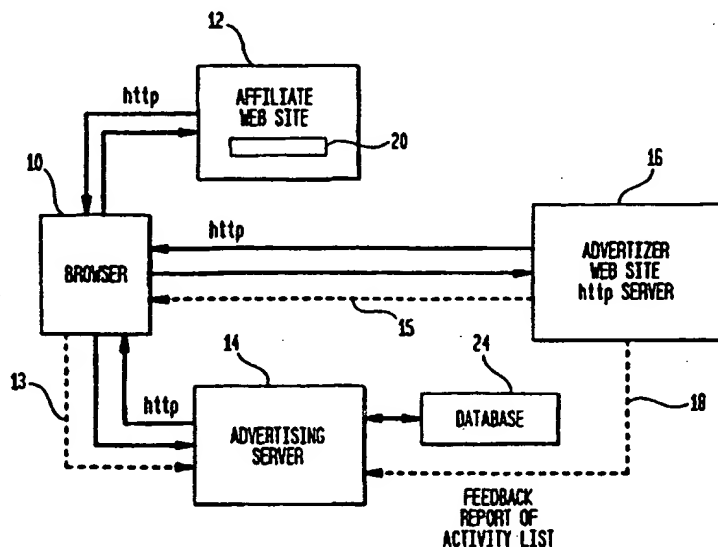 12
http
AFFILIATE
WEB SITE
20
10
16
BROWSER
http
ADVERTIZER
WEB SITE
http SERVER
15
14
24
13
http
ADVERTISING
SERVER
DATABASE
18
FEEDBACK
REPORT OF
ACTIVITY LIST